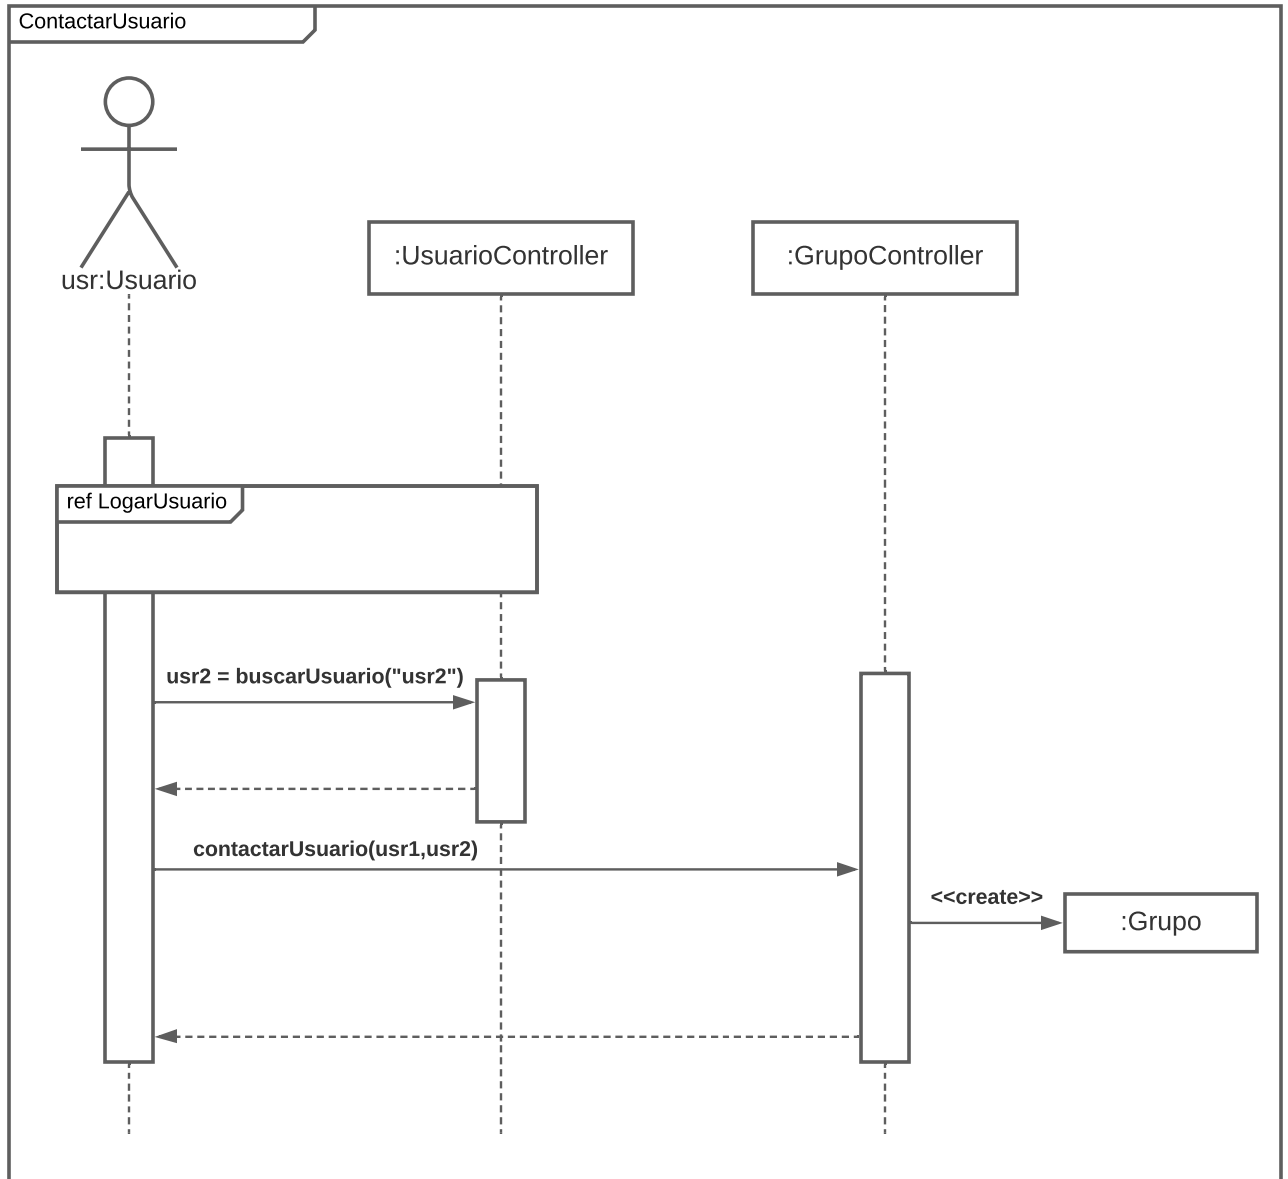 ContactarUsuario
usr:Usuario
:UsuarioController
:GrupoController
ref LogarUsuario
usr2 = buscarUsuario("usr2")
contactarUsuario(usr1,usr2)
<<create>>
:Grupo